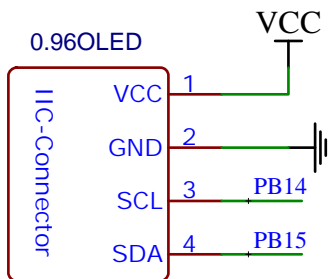 VCC
0.96OLED
IIC-Connector
VCC 1
GND 2
SCL 3 PB14
SDA 4 PB15